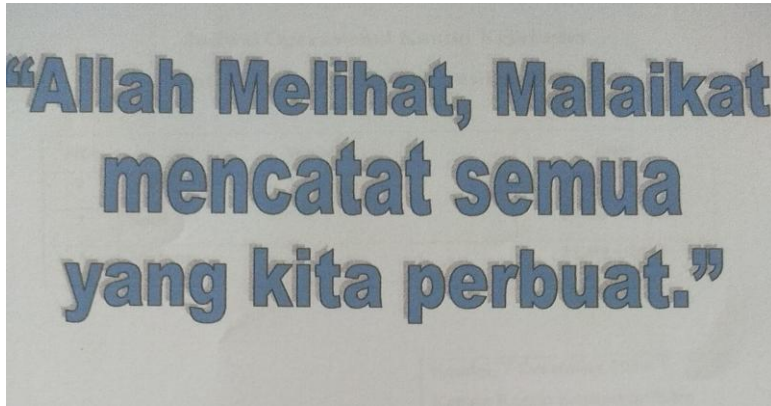 “Allah Melihat, Malaikat
mencatat semua
yang kita perbuat.”